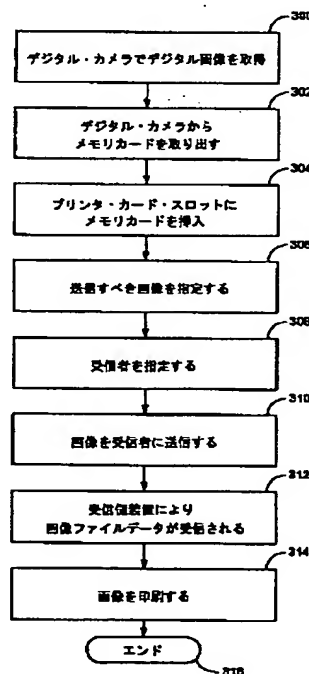 300
デジタル・カメラでデジタル画像を取得
302
デジタル・カメラから
メモリカードを取り出す
304
プリンタ・カード・スロットに
メモリカードを挿入
306
送信すべき画像を指定する
308
受信者を指定する
310
画像を受信者に送信する
312
受信側装置により
画像ファイルデータが受信される
314
画像を印刷する
エンド
316